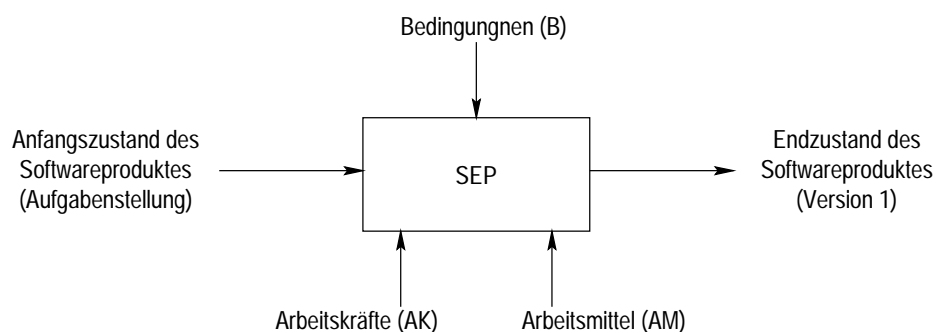 Bedingungnen (B)
Anfangszustand des
Softwareproduktes
(Aufgabenstellung)
SEP
Endzustand des
Softwareproduktes
(Version 1)
Arbeitskräfte (AK)
Arbeitsmittel (AM)